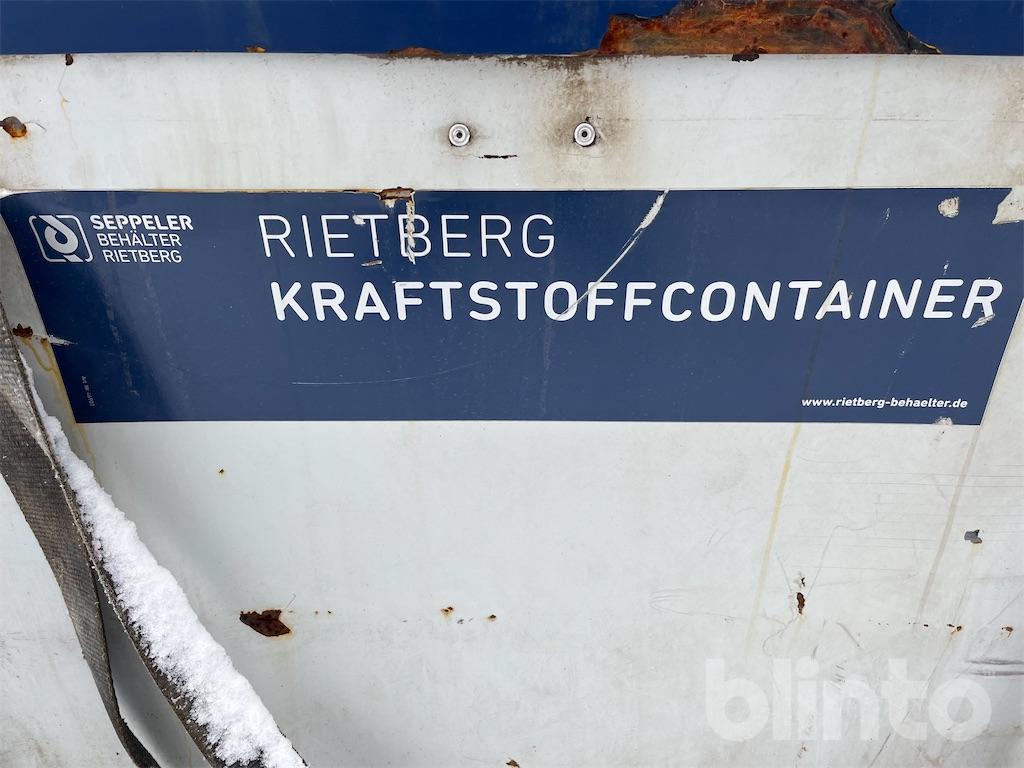 SEPPELER
BEHÄLTER
RIETBERG
RIETBERG
KRAFTSTOFFCONTAINER
www.rietberg-behaelter.de
blinto